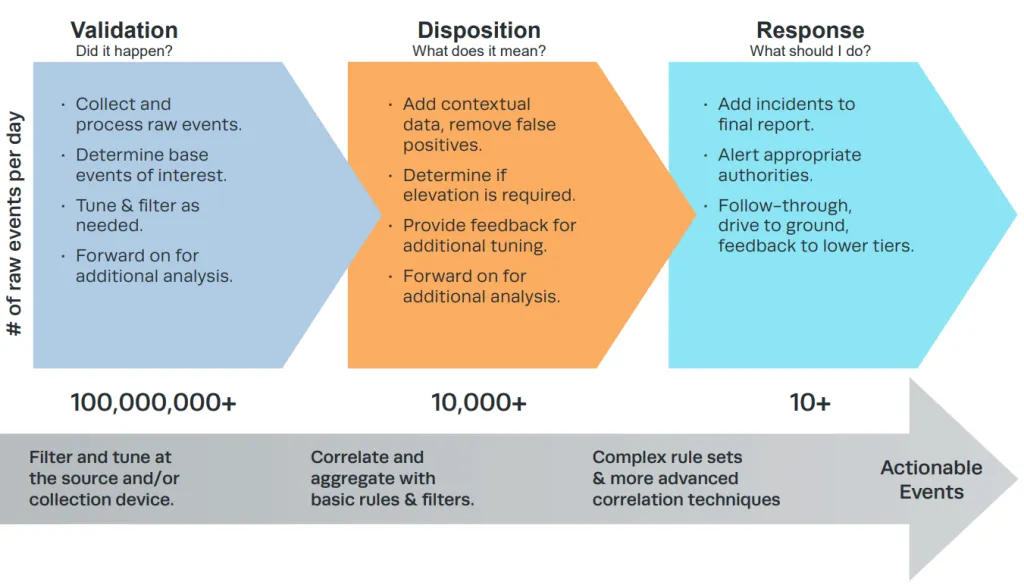 Validation
Did it happen?
Disposition
What does it mean?
Response
What should I do?
# of raw events per day
· Collect and
process raw events.
· Determine base
events of interest.
· Tune & filter as
needed.
· Forward on for
additional analysis.
· Add contextual
data, remove false
positives.
· Determine if
elevation is required.
· Provide feedback for
additional tuning.
· Forward on for
additional analysis.
· Add incidents to
final report.
· Alert appropriate
authorities.
· Follow-through,
drive to ground,
feedback to lower tiers.
100,000,000+
10,000+
10+
Filter and tune at
the source and/or
collection device.
Correlate and
aggregate with
basic rules & filters.
Complex rule sets
& more advanced
correlation techniques
Actionable
Events